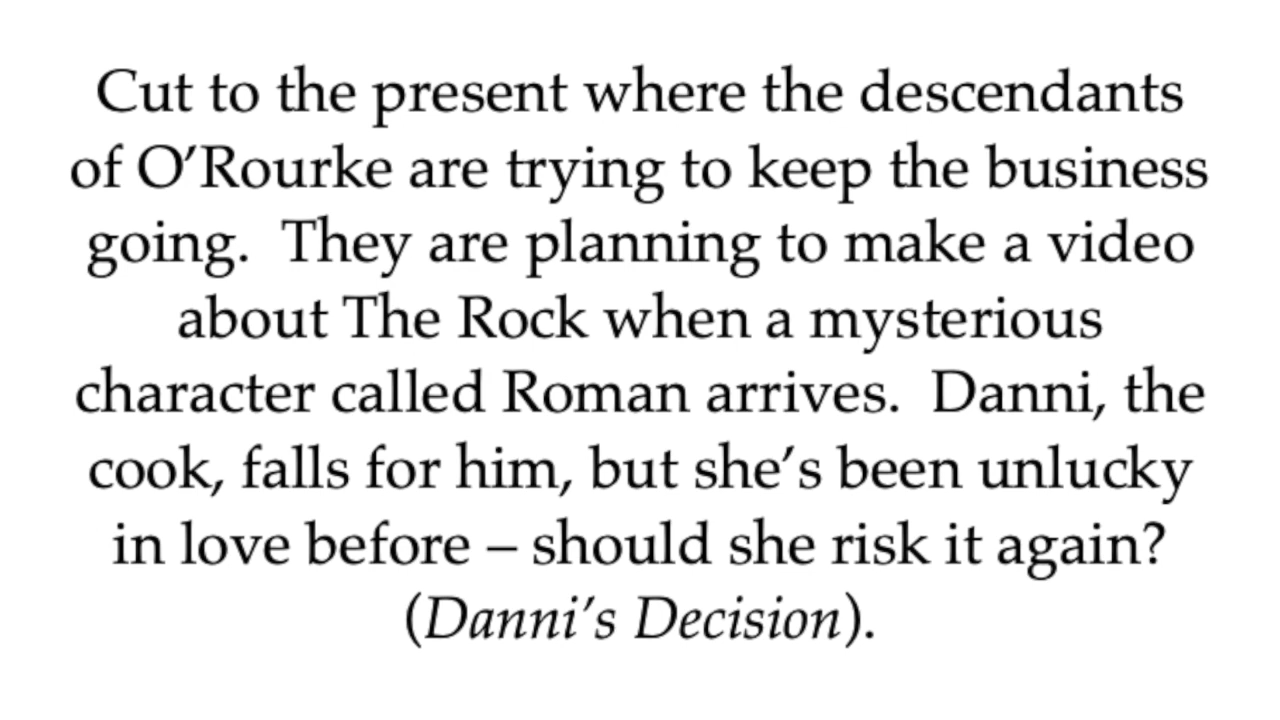 Cut to the present where the descendants
of O’Rourke are trying to keep the business
going.  They are planning to make a video
about The Rock when a mysterious
character called Roman arrives.  Danni, the
cook, falls for him, but she’s been unlucky
in love before – should she risk it again?
(Danni’s Decision).